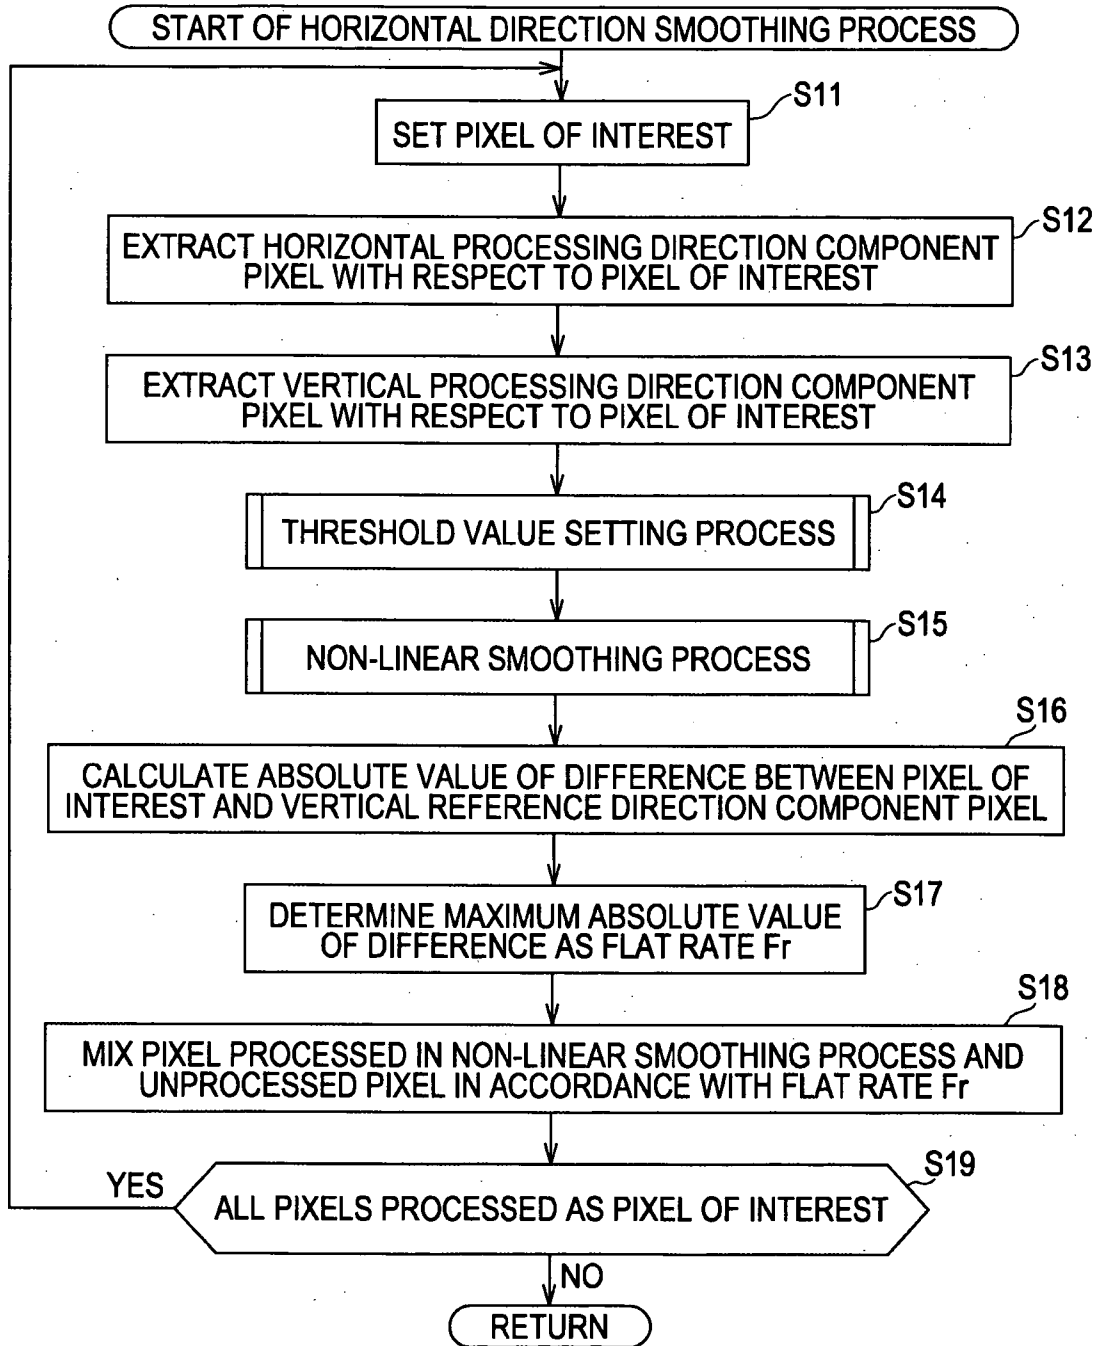 START OF HORIZONTAL DIRECTION SMOOTHING PROCESS
S11
SET PIXEL OF INTEREST
S12
EXTRACT HORIZONTAL PROCESSING DIRECTION COMPONENT
PIXEL WITH RESPECT TO PIXEL OF INTEREST
S13
EXTRACT VERTICAL PROCESSING DIRECTION COMPONENT
PIXEL WITH RESPECT TO PIXEL OF INTEREST
S14
THRESHOLD VALUE SETTING PROCESS
S15
NON-LINEAR SMOOTHING PROCESS
S16
CALCULATE ABSOLUTE VALUE OF DIFFERENCE BETWEEN PIXEL OF
INTEREST AND VERTICAL REFERENCE DIRECTION COMPONENT PIXEL
S17
DETERMINE MAXIMUM ABSOLUTE VALUE
OF DIFFERENCE AS FLAT RATE Fr
S18
MIX PIXEL PROCESSED IN NON-LINEAR SMOOTHING PROCESS AND
UNPROCESSED PIXEL IN ACCORDANCE WITH FLAT RATE Fr
S19
YES
ALL PIXELS PROCESSED AS PIXEL OF INTEREST
NO
RETURN